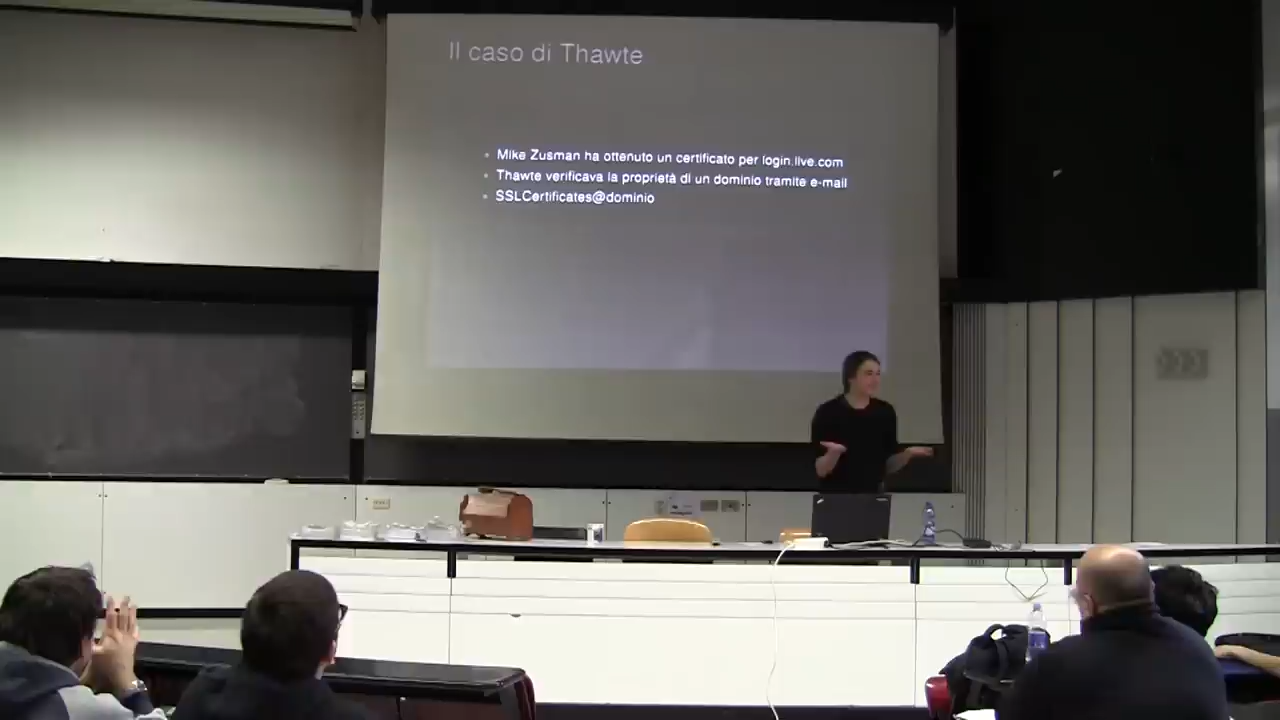 Il caso di Thawte
Mike Zusman ha ottenuto un certificato per login.live.com
Thawte verificava la proprietà di un dominio tramite e-mail
SSLCertificates@dominio